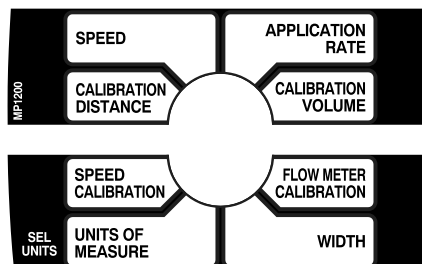 SPEED
APPLICATION
RATE
MP1200
CALIBRATION
DISTANCE
CALIBRATION
VOLUME
SPEED
CALIBRATION
FLOW METER
CALIBRATION
SEL
UNITS
UNITS OF
MEASURE
WIDTH